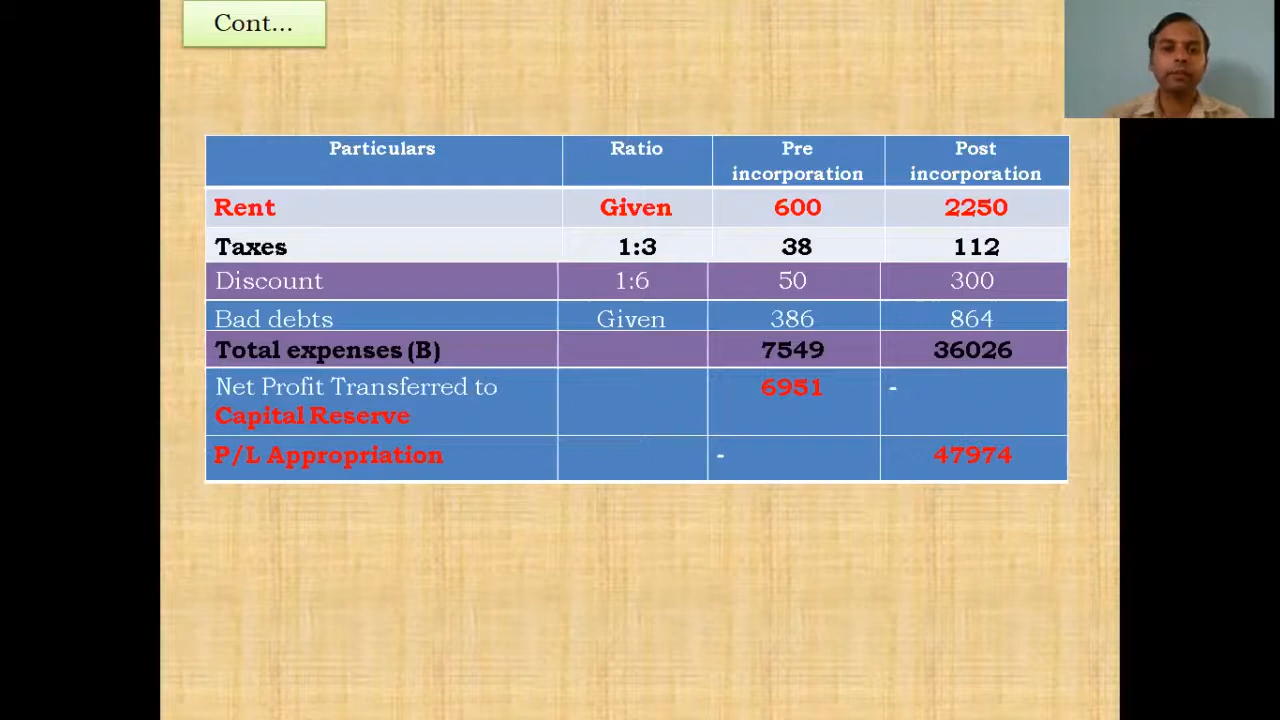 Cont...
Particulars Ratio Pre incorporation Post incorporation
Rent Given 600 2250
Taxes 1:3 38 112
Discount 1:6 50 300
Bad debts Given 386 864
Total expenses (B) 7549 36026
Net Profit Transferred to 6951 -
Capital Reserve
P/L Appropriation - 47974